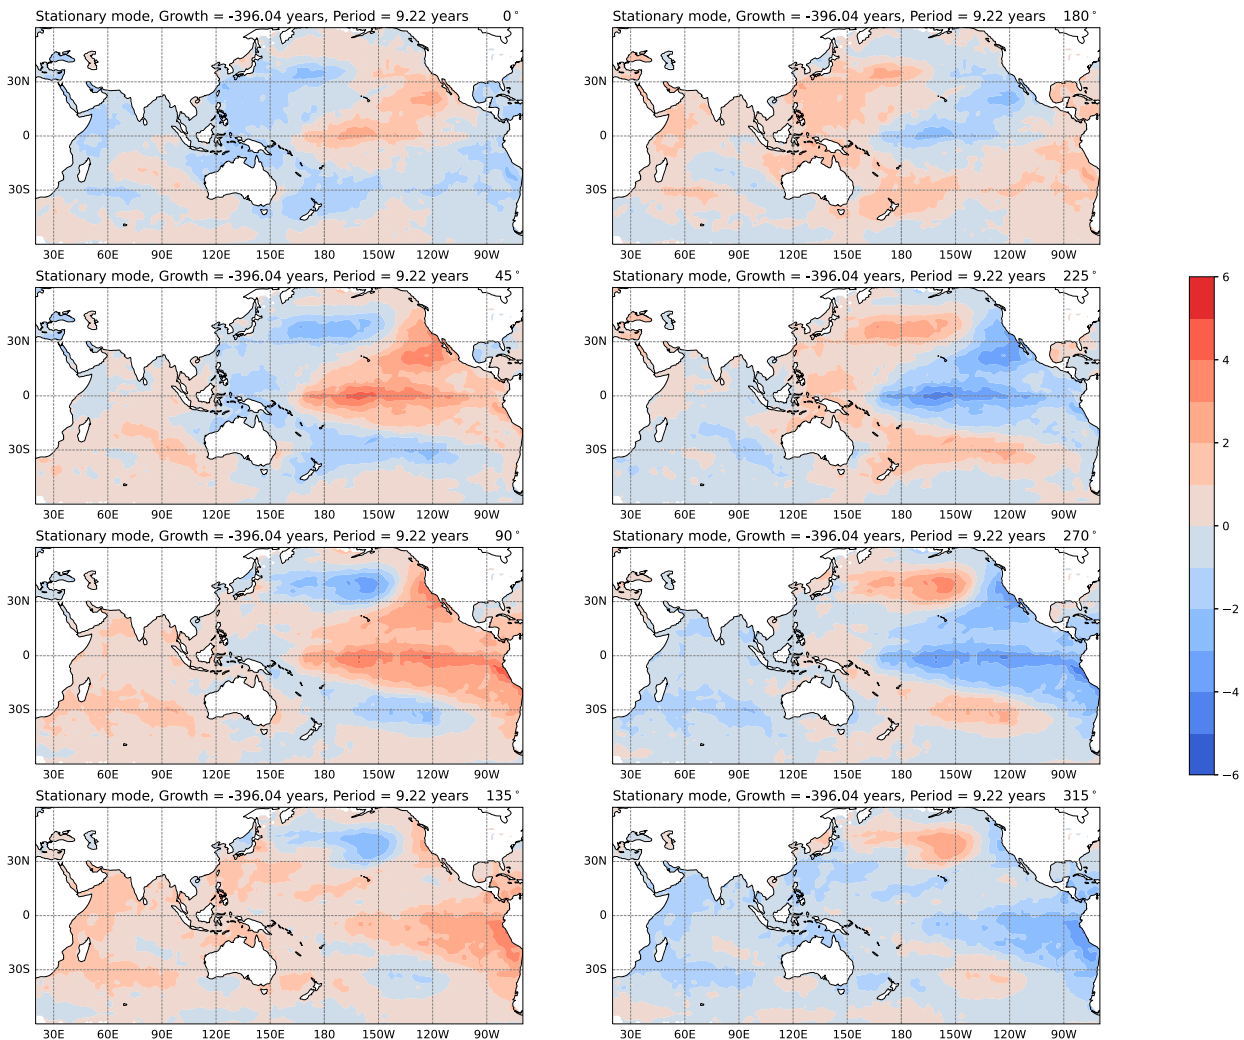 Stationary mode, Growth = -396.04 years, Period = 9.22 years 0°
30N
0
30S
30E 60E 90E 120E 150E 180 150W 120W 90W
Stationary mode, Growth = -396.04 years, Period = 9.22 years 180°
30N
0
30S
30E 60E 90E 120E 150E 180 150W 120W 90W
Stationary mode, Growth = -396.04 years, Period = 9.22 years 45°
30N
0
30S
30E 60E 90E 120E 150E 180 150W 120W 90W
Stationary mode, Growth = -396.04 years, Period = 9.22 years 225°
30N
0
30S
30E 60E 90E 120E 150E 180 150W 120W 90W
Stationary mode, Growth = -396.04 years, Period = 9.22 years 90°
30N
0
30S
30E 60E 90E 120E 150E 180 150W 120W 90W
Stationary mode, Growth = -396.04 years, Period = 9.22 years 270°
30N
0
30S
30E 60E 90E 120E 150E 180 150W 120W 90W
Stationary mode, Growth = -396.04 years, Period = 9.22 years 135°
30N
0
30S
30E 60E 90E 120E 150E 180 150W 120W 90W
Stationary mode, Growth = -396.04 years, Period = 9.22 years 315°
30N
0
30S
30E 60E 90E 120E 150E 180 150W 120W 90W
6
4
2
0
−2
−4
−6